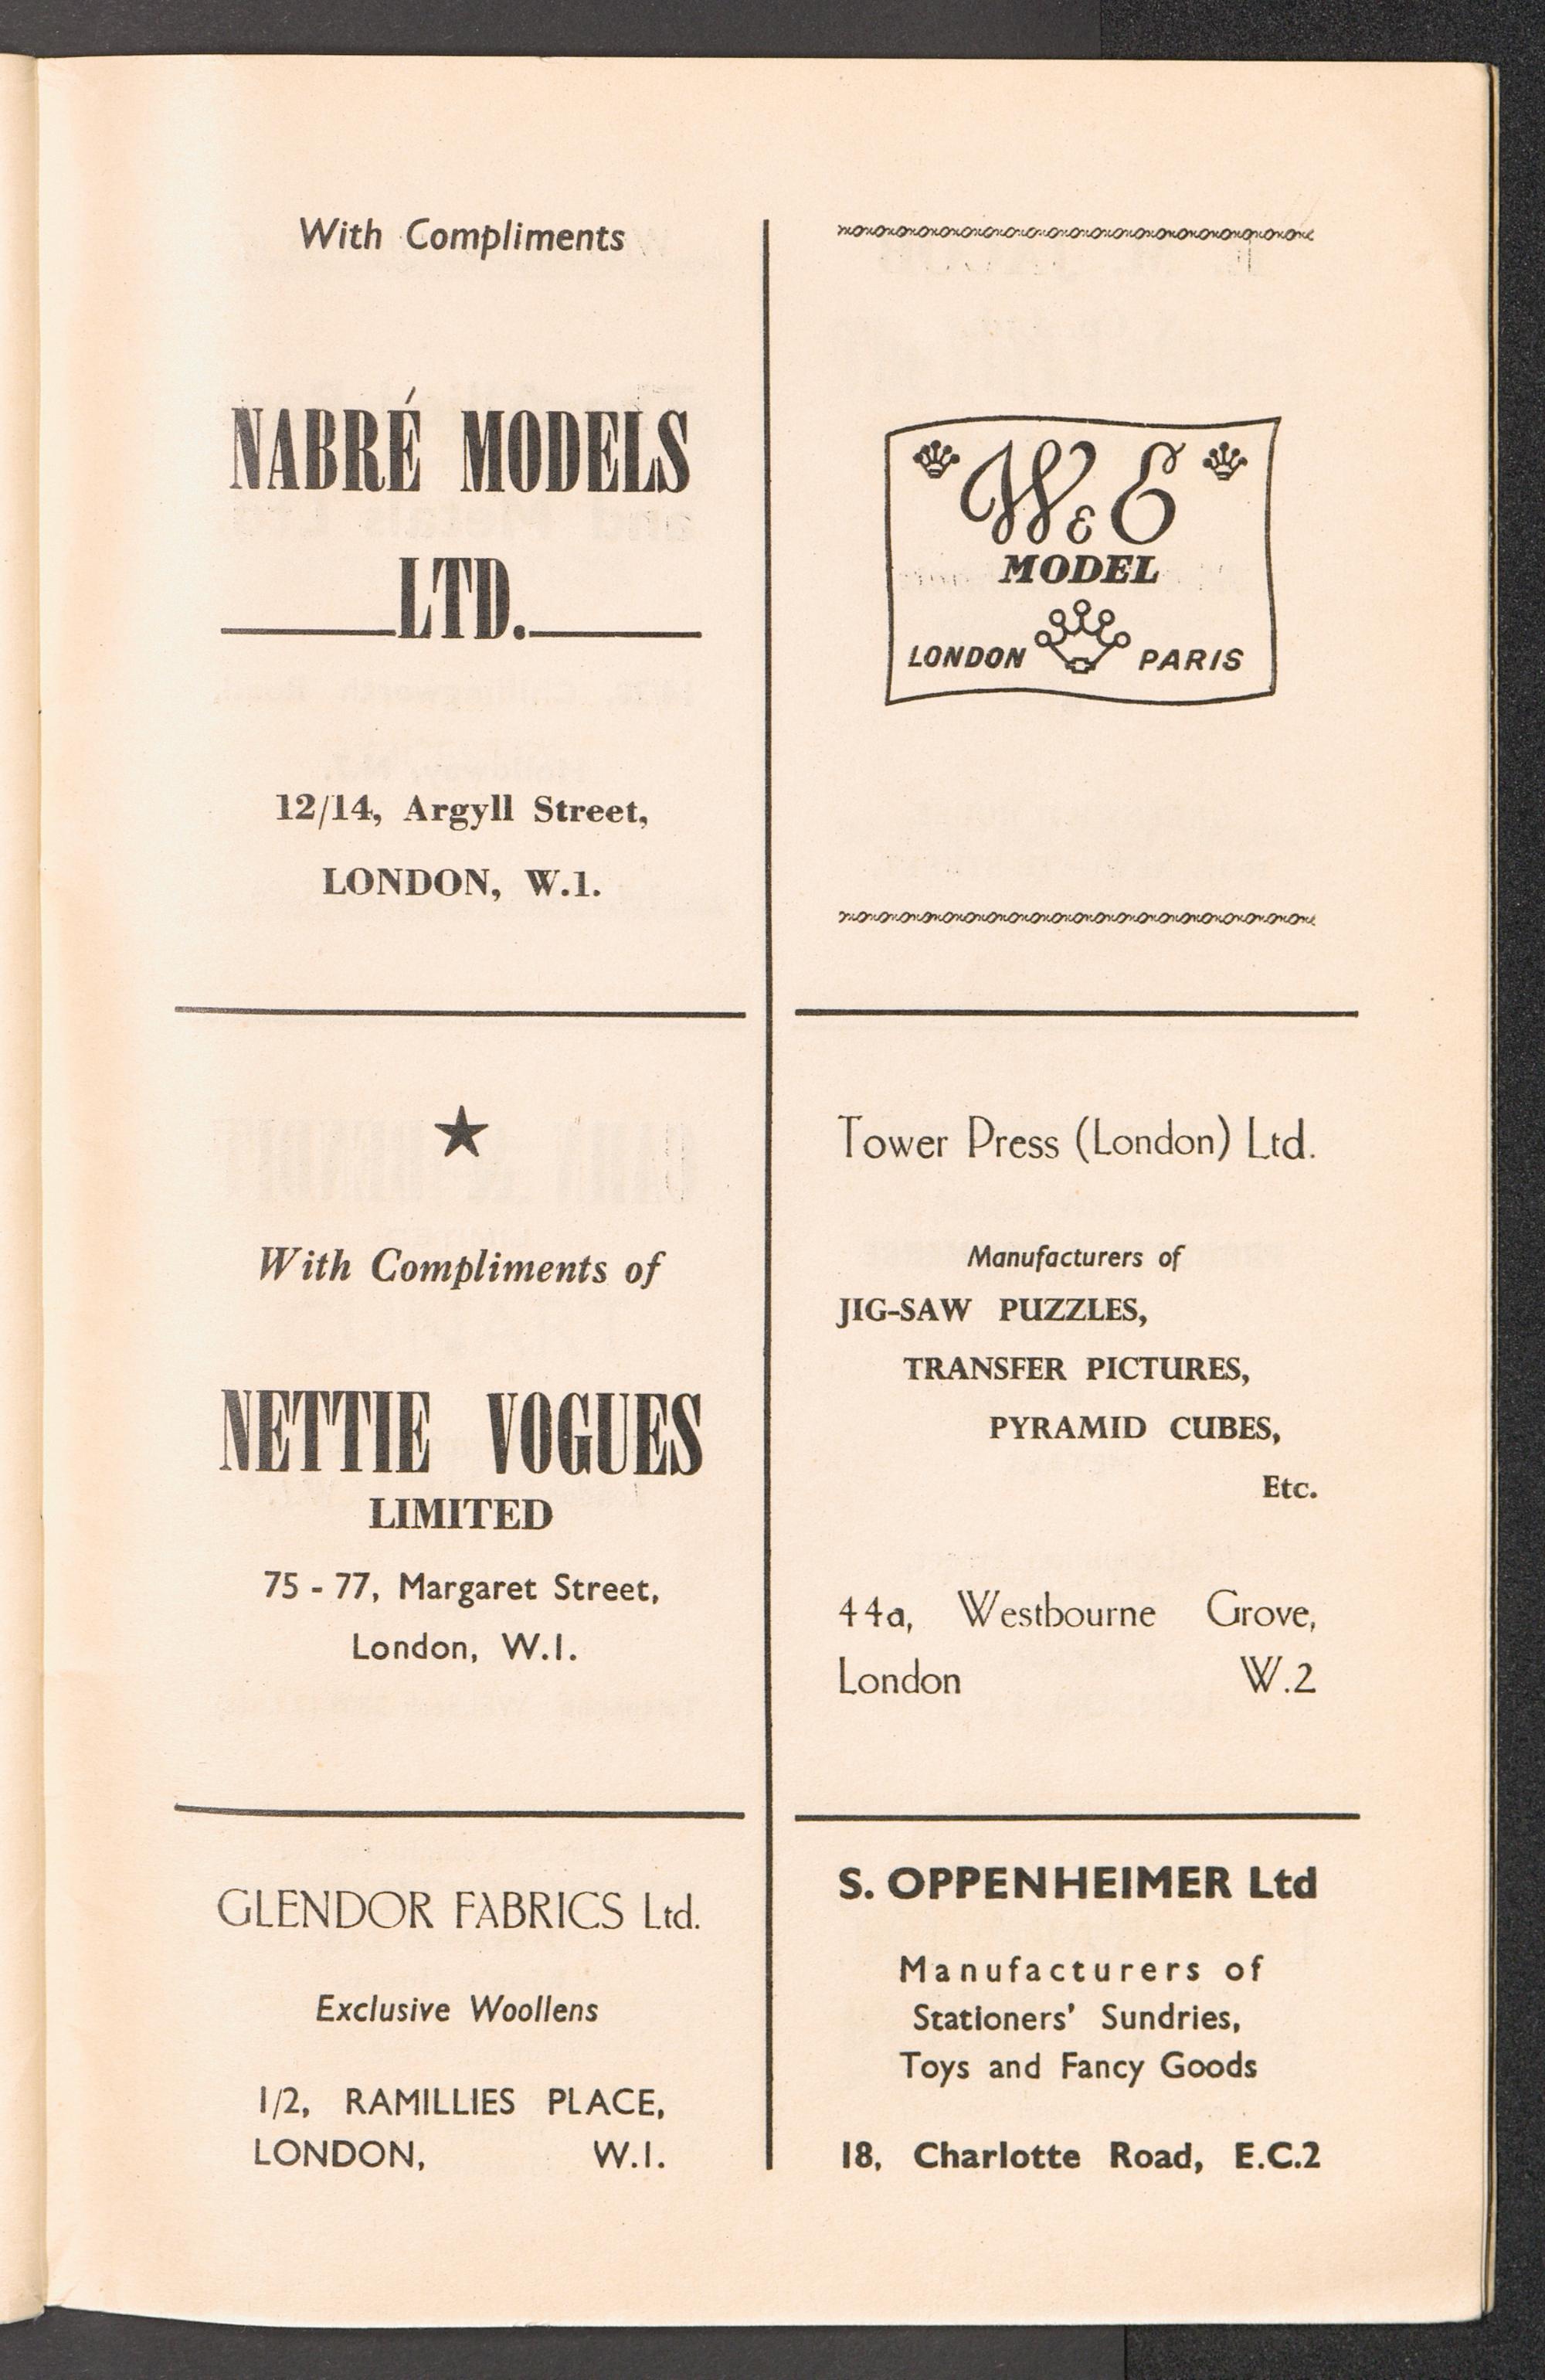 With Compliments
NABRÉ MODELS
LTD.
12/14, Argyll Street,
LONDON, W.1.
★
With Compliments of
NETTIE VOGUES
LIMITED
75 - 77, Margaret Street,
London, W.1.
GLENDOR FABRICS Ltd.
Exclusive Woollens
1/2, RAMILLIES PLACE,
LONDON, W.1.
W & E
MODEL
LONDON PARIS
Tower Press (London) Ltd.
Manufacturers of
JIG-SAW PUZZLES,
TRANSFER PICTURES,
PYRAMID CUBES,
Etc.
44a, Westbourne Grove,
London W.2
S. OPPENHEIMER Ltd
Manufacturers of
Stationers' Sundries,
Toys and Fancy Goods
18, Charlotte Road, E.C.2